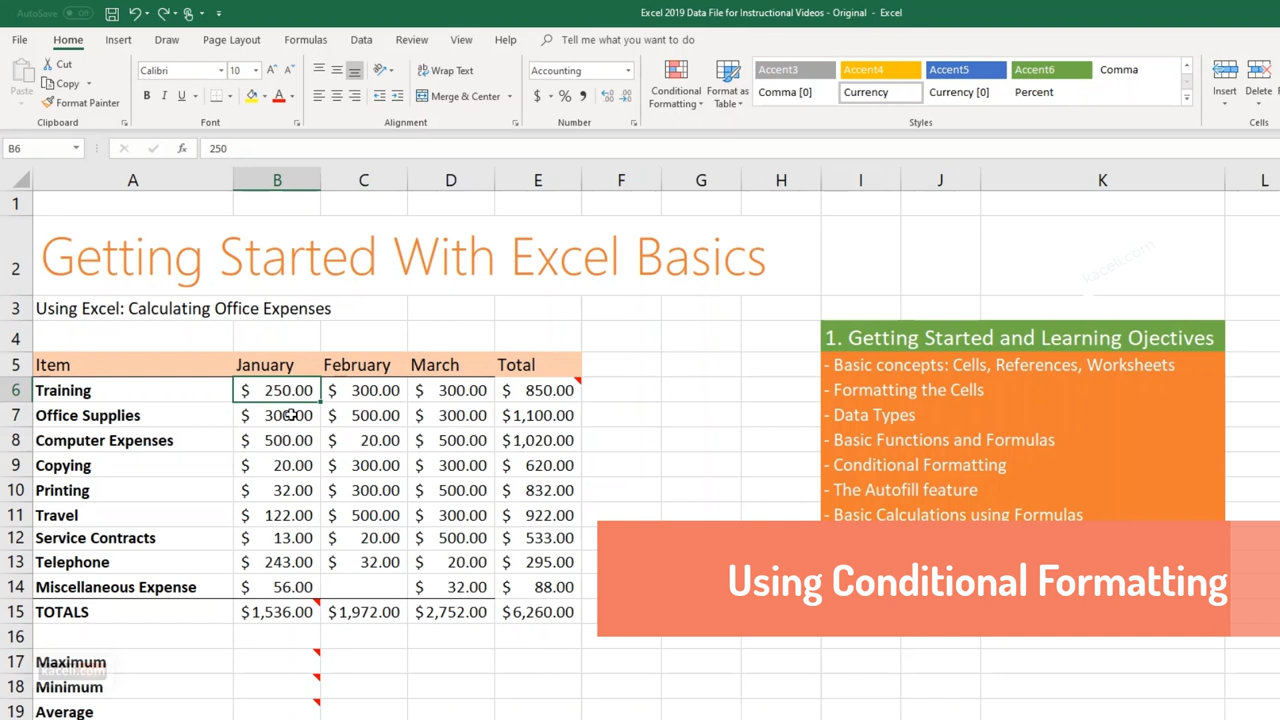 AutoSave Off
Excel 2019 Data File for Instructional Videos - Original - Excel
File Home Insert Draw Page Layout Formulas Data Review View Help Tell me what you want to do
Cut
Copy
Format Painter
Paste
Clipboard
Calibri 10
B I U
Font
Wrap Text
Merge & Center
Alignment
Accounting
$ % ,
Number
Conditional Formatting
Format as Table
Accent3 Accent4 Accent5 Accent6 Comma
Comma [0] Currency Currency [0] Percent
Styles
Insert Delete
Cells
B6 fx 250
A B C D E F G H I J K L
1
2 Getting Started With Excel Basics
kaceli.com
3 Using Excel: Calculating Office Expenses
4 1. Getting Started and Learning Ojectives
5 Item January February March Total - Basic concepts: Cells, References, Worksheets
6 Training $ 250.00 $ 300.00 $ 300.00 $ 850.00 - Formatting the Cells
7 Office Supplies $ 300.00 $ 500.00 $ 300.00 $1,100.00 - Data Types
8 Computer Expenses $ 500.00 $ 20.00 $ 500.00 $1,020.00 - Basic Functions and Formulas
9 Copying $ 20.00 $ 300.00 $ 300.00 $ 620.00 - Conditional Formatting
10 Printing $ 32.00 $ 300.00 $ 500.00 $ 832.00 - The Autofill feature
11 Travel $ 122.00 $ 500.00 $ 300.00 $ 922.00 - Basic Calculations using Formulas
12 Service Contracts $ 13.00 $ 20.00 $ 500.00 $ 533.00
13 Telephone $ 243.00 $ 32.00 $ 20.00 $ 295.00
14 Miscellaneous Expense $ 56.00 $ 32.00 $ 88.00
15 TOTALS $1,536.00 $1,972.00 $2,752.00 $6,260.00
Using Conditional Formatting
16
17 Maximum
kaceli.com
18 Minimum
19 Average